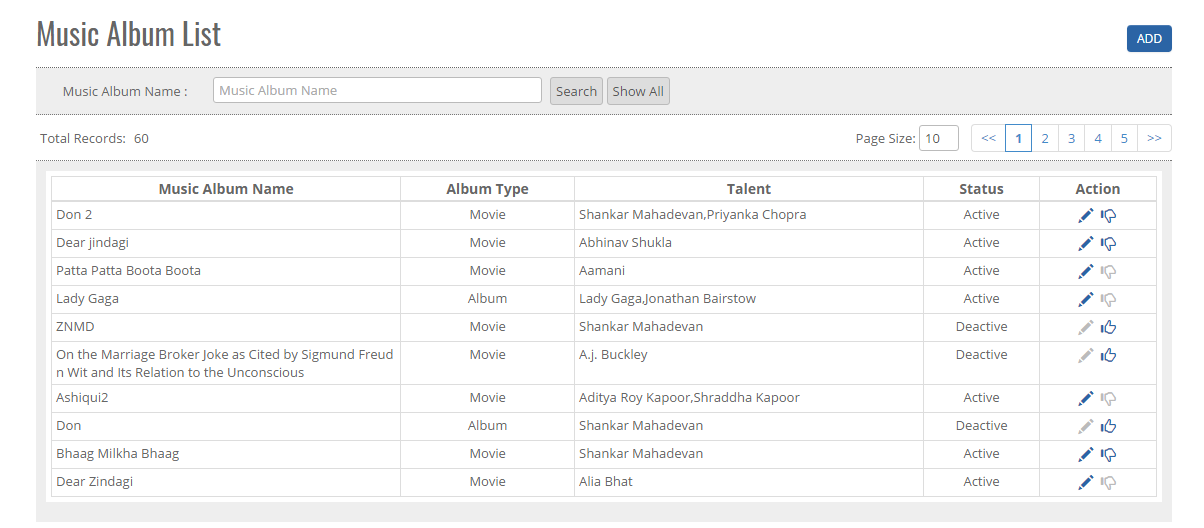 Music Album List
ADD
Music Album Name : Music Album Name Search Show All
Total Records: 60 Page Size: 10 << 1 2 3 4 5 >>
Music Album Name Album Type Talent Status Action
Don 2 Movie Shankar Mahadevan,Priyanka Chopra Active
Dear jindagi Movie Abhinav Shukla Active
Patta Patta Boota Boota Movie Aamani Active
Lady Gaga Album Lady Gaga,Jonathan Bairstow Active
ZNMD Movie Shankar Mahadevan Deactive
On the Marriage Broker Joke as Cited by Sigmund Freud Movie A.j. Buckley Deactive
n Wit and Its Relation to the Unconscious
Ashiqui2 Movie Aditya Roy Kapoor,Shraddha Kapoor Active
Don Album Shankar Mahadevan Deactive
Bhaag Milkha Bhaag Movie Shankar Mahadevan Active
Dear Zindagi Movie Alia Bhat Active